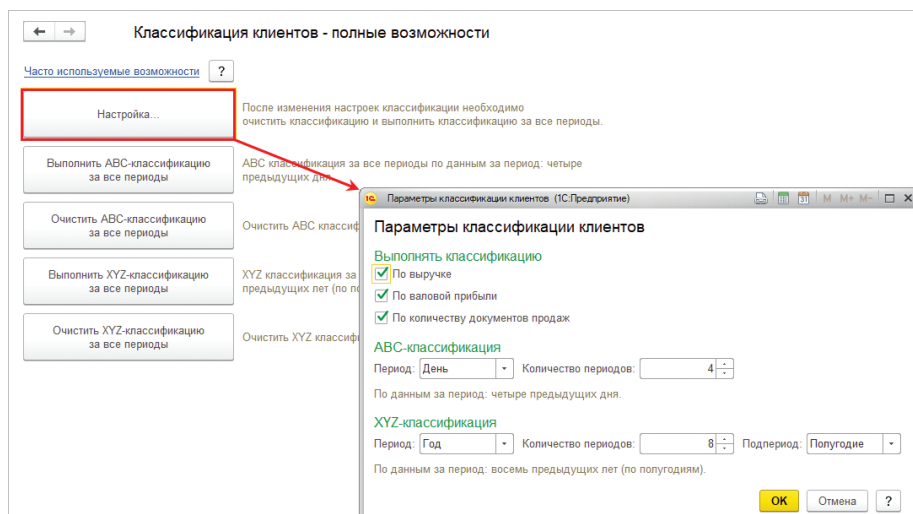 Классификация клиентов - полные возможности
Часто используемые возможности ?
Настройка...
После изменения настроек классификации необходимо
очистить классификацию и выполнить классификацию за все периоды.
Выполнить ABC-классификацию
за все периоды
ABC классификация за все периоды по данным за период: четыре
предыдущих дня.
Очистить ABC-классификацию
за все периоды
Очистить ABC классиф
Выполнить XYZ-классификацию
за все периоды
XYZ классификация за
предыдущих лет (по по
Очистить XYZ-классификацию
за все периоды
Очистить XYZ классифи
1С Параметры классификации клиентов (1С:Предприятие) 31 M M+ M-
Параметры классификации клиентов
Выполнять классификацию
По выручке
По валовой прибыли
По количеству документов продаж
ABC-классификация
Период: День Количество периодов: 4
По данным за период: четыре предыдущих дня.
XYZ-классификация
Период: Год Количество периодов: 8 Подпериод: Полугодие
По данным за период: восемь предыдущих лет (по полугодиям).
OK Отмена ?